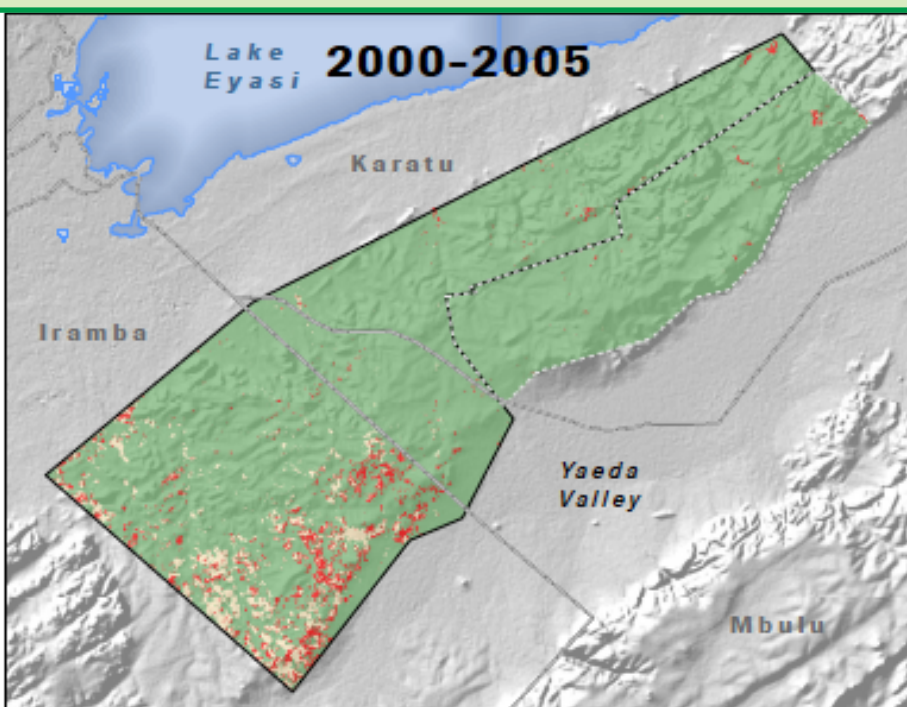 Lake
Eyasi
2000-2005
Karatu
Iramba
Yaeda
Valley
Mbulu